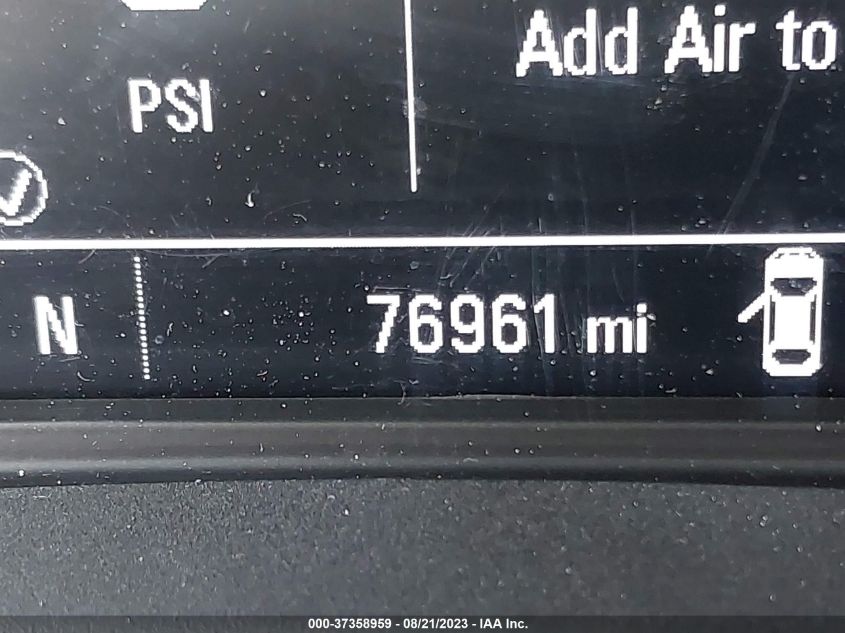 Add Air to
PSI
N 76961 mi
000-37358959 - 08/21/2023 - IAA Inc.